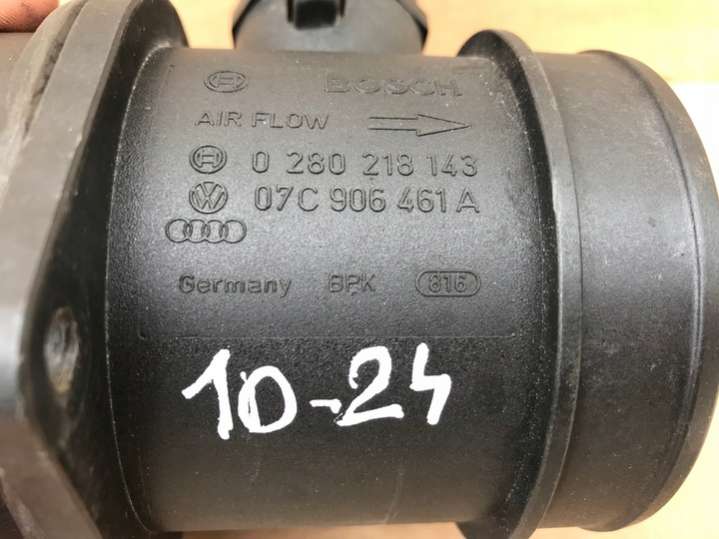 BOSCH
AIR FLOW
0 280 218 143
07C 906 461 A
Germany BPK 816
10-24